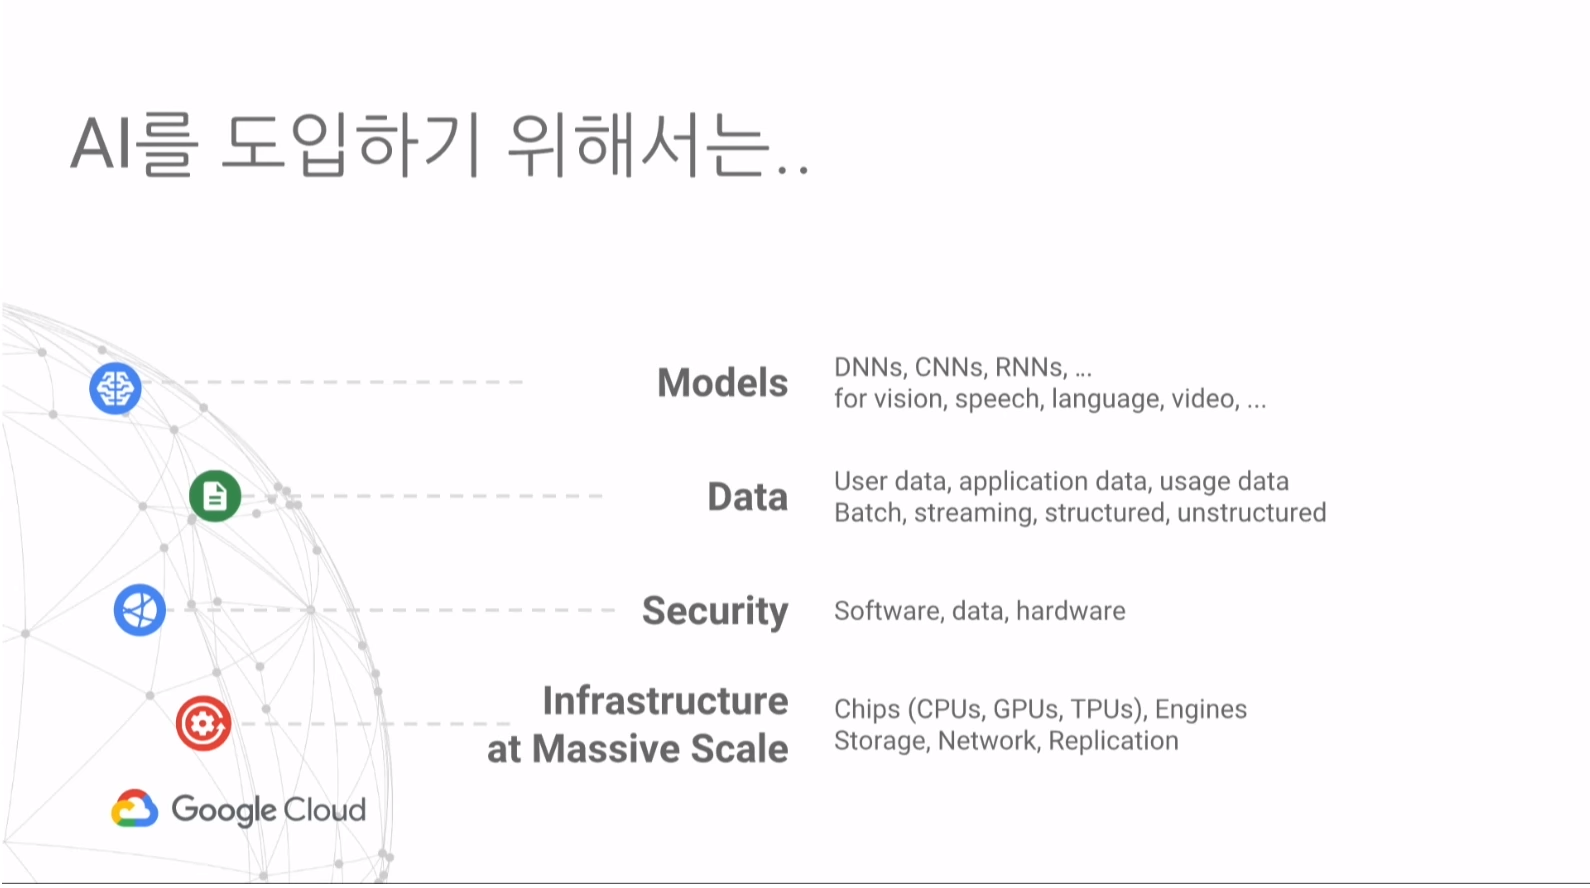 AI를 도입하기 위해서는..
Models
DNNs, CNNs, RNNs, ...
for vision, speech, language, video, ...
Data
User data, application data, usage data
Batch, streaming, structured, unstructured
Security
Software, data, hardware
Infrastructure
at Massive Scale
Chips (CPUs, GPUs, TPUs), Engines
Storage, Network, Replication
Google Cloud